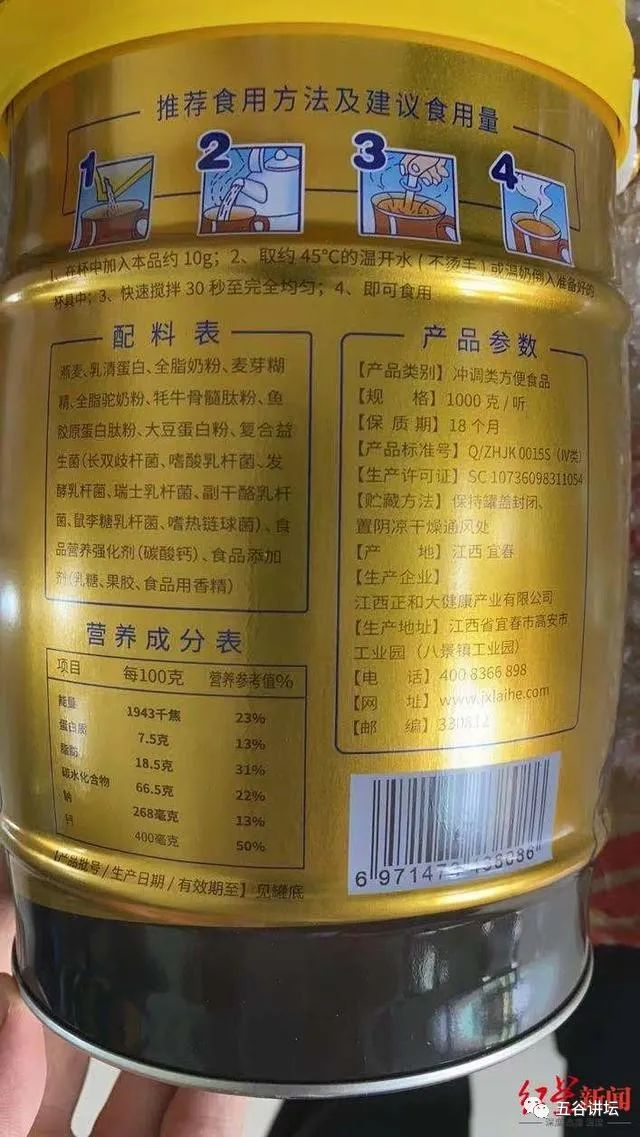 推荐食用方法及建议食用量
1
2
3
4
1、在杯中加入本品约 10g；2、取约 45℃的温开水（不烫手）或温奶倒入准备好的
杯具中；3、快速搅拌 30 秒至完全均匀；4、即可食用
配料表
燕麦、乳清蛋白、全脂奶粉、麦芽糊
精、全脂驼奶粉、牦牛骨髓肽粉、鱼
胶原蛋白肽粉、大豆蛋白粉、复合益
生菌（长双歧杆菌、嗜酸乳杆菌、发
酵乳杆菌、瑞士乳杆菌、副干酪乳杆
菌、鼠李糖乳杆菌、嗜热链球菌）、食
品营养强化剂（碳酸钙）、食品添加
剂（乳糖、果胶、食品用香精）
营养成分表
项目 每100克 营养参考值%
能量 1943千焦 23%
蛋白质 7.5克 13%
脂肪 18.5克 31%
碳水化合物 66.5克 22%
钠 268毫克 13%
钙 400毫克 50%
【产品批号/生产日期/有效期至】见罐底
产品参数
【产品类别】冲调类方便食品
【规 格】1000 克/听
【保 质 期】18 个月
【产品标准号】Q/ZHJK 0015S（IV类）
【生产许可证】SC 10736098311054
【贮藏方法】保持罐盖封闭、
置阴凉干燥通风处
【产 地】江西 宜春
【生产企业】
江西正和大健康产业有限公司
【生产地址】江西省宜春市高安市
工业园（八景镇工业园）
【电 话】400 8366 898
【网 址】www.jxlaihe.com
【邮 编】330812
红星新闻
五谷讲坛